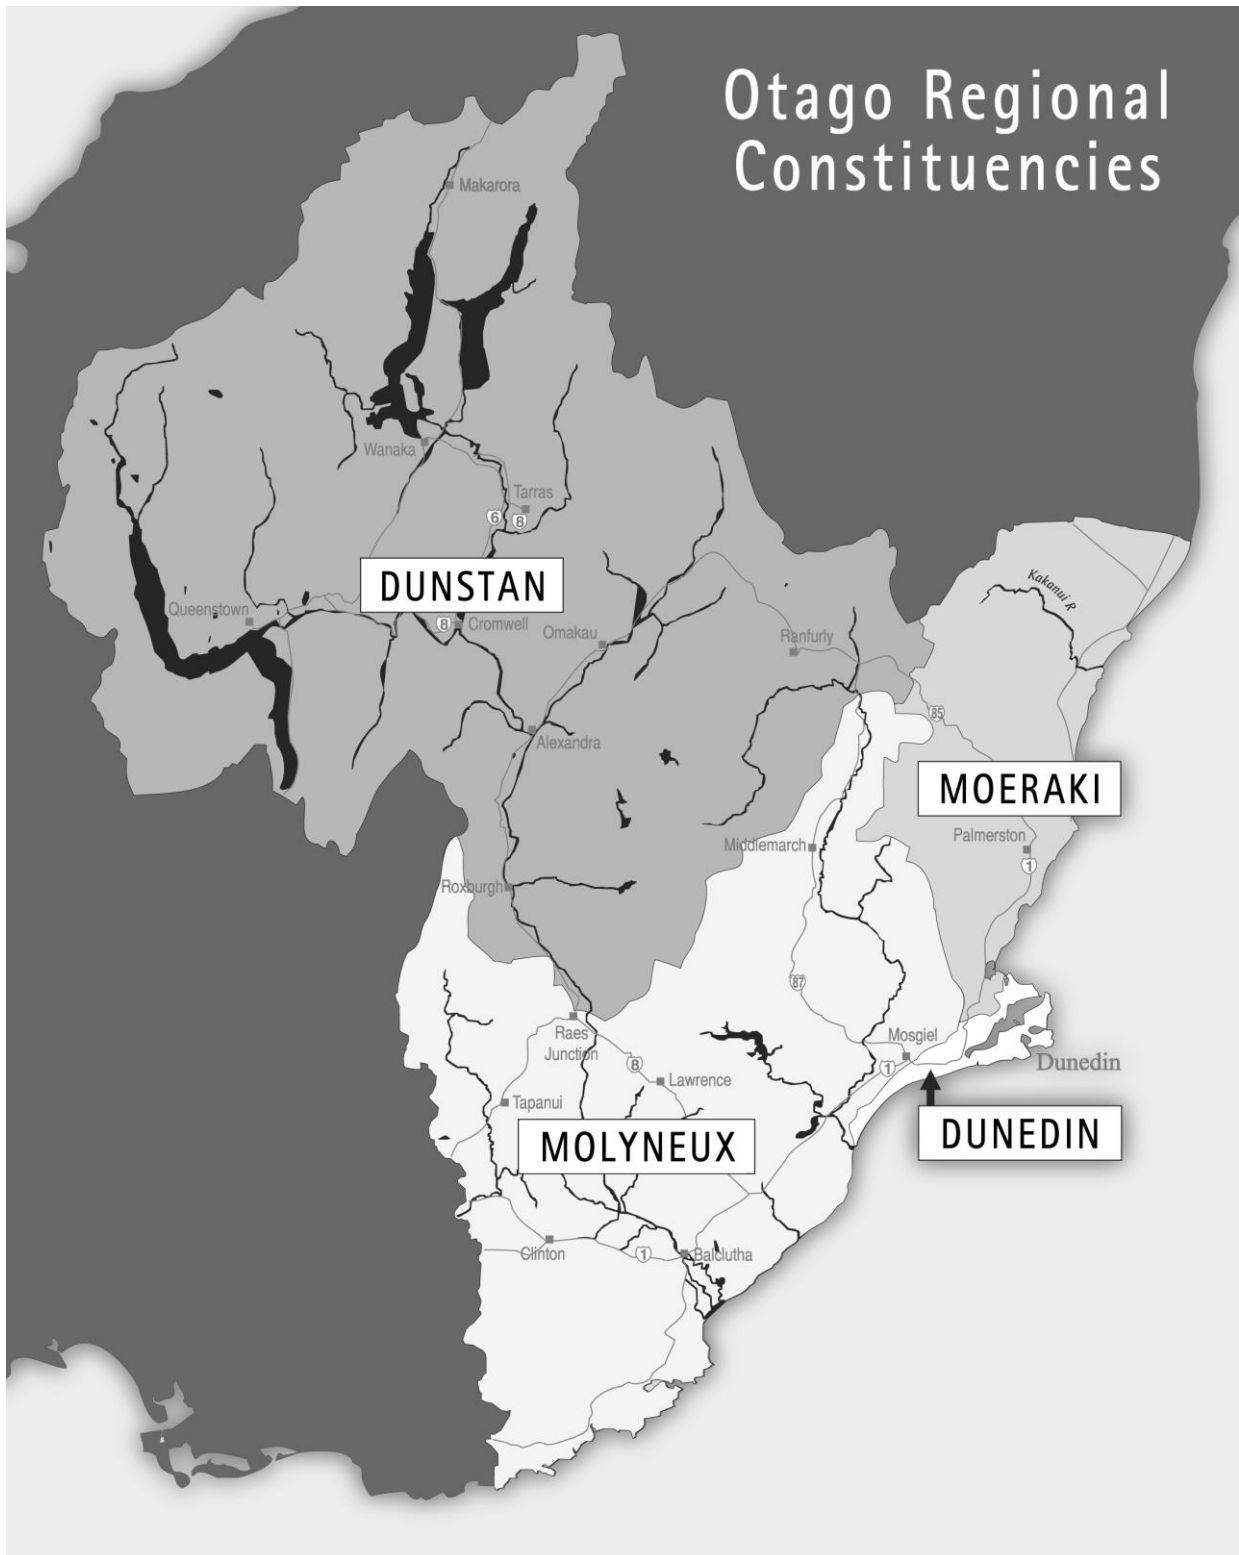 Otago Regional
Constituencies
Makarora
Wanaka
Tarras
6
8
DUNSTAN
Kakanui R
Queenstown
8
Cromwell
Omakau
Ranfurly
85
Alexandra
MOERAKI
Middlemarch
Palmerston
1
Roxburgh
87
Raes
Junction
Mosgiel
8
1
Dunedin
Lawrence
Tapanui
DUNEDIN
MOLYNEUX
Clinton
1
Balclutha